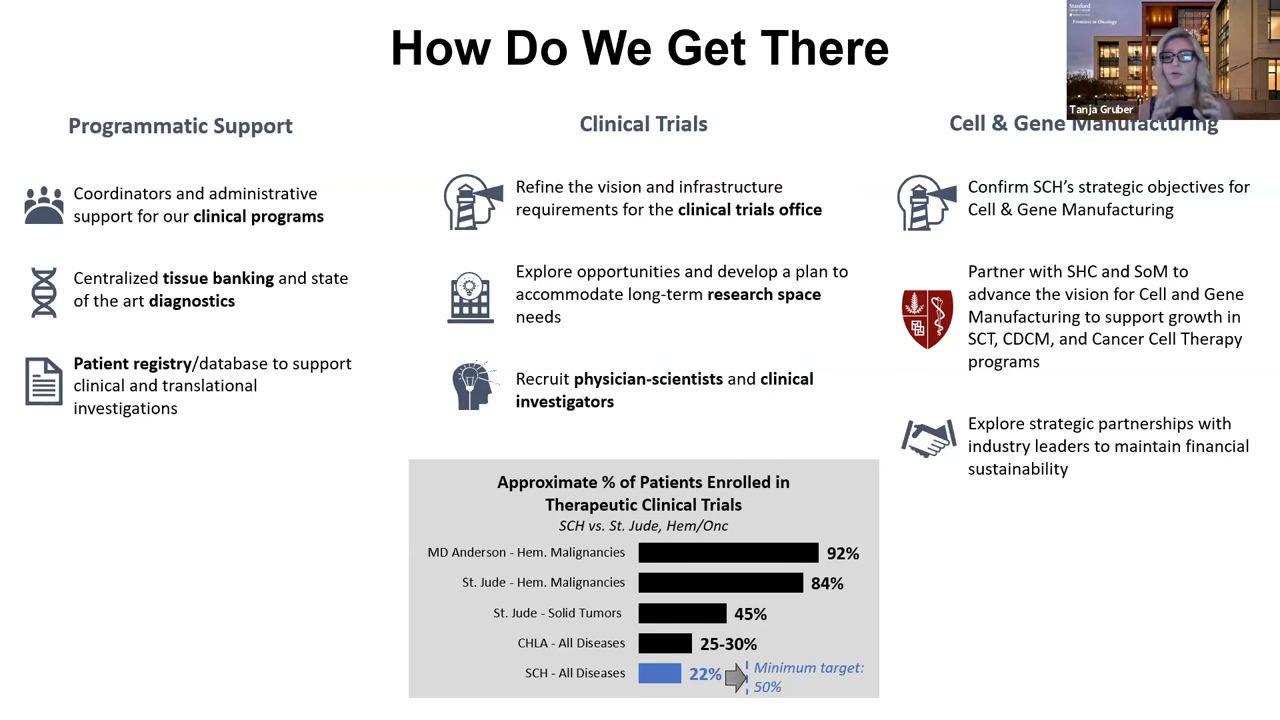 How Do We Get There
Stanford
Frontiers in Oncology
Tanja Gruber
Programmatic Support
Coordinators and administrative
support for our clinical programs
Centralized tissue banking and state
of the art diagnostics
Patient registry/database to support
clinical and translational
investigations
Clinical Trials
Refine the vision and infrastructure
requirements for the clinical trials office
Explore opportunities and develop a plan to
accommodate long-term research space
needs
Recruit physician-scientists and clinical
investigators
Approximate % of Patients Enrolled in
Therapeutic Clinical Trials
SCH vs. St. Jude, Hem/Onc
MD Anderson - Hem. Malignancies 92%
St. Jude - Hem. Malignancies 84%
St. Jude - Solid Tumors 45%
CHLA - All Diseases 25-30%
SCH - All Diseases 22% Minimum target:
50%
Cell & Gene Manufacturing
Confirm SCH's strategic objectives for
Cell & Gene Manufacturing
Partner with SHC and SoM to
advance the vision for Cell and Gene
Manufacturing to support growth in
SCT, CDCM, and Cancer Cell Therapy
programs
Explore strategic partnerships with
industry leaders to maintain financial
sustainability